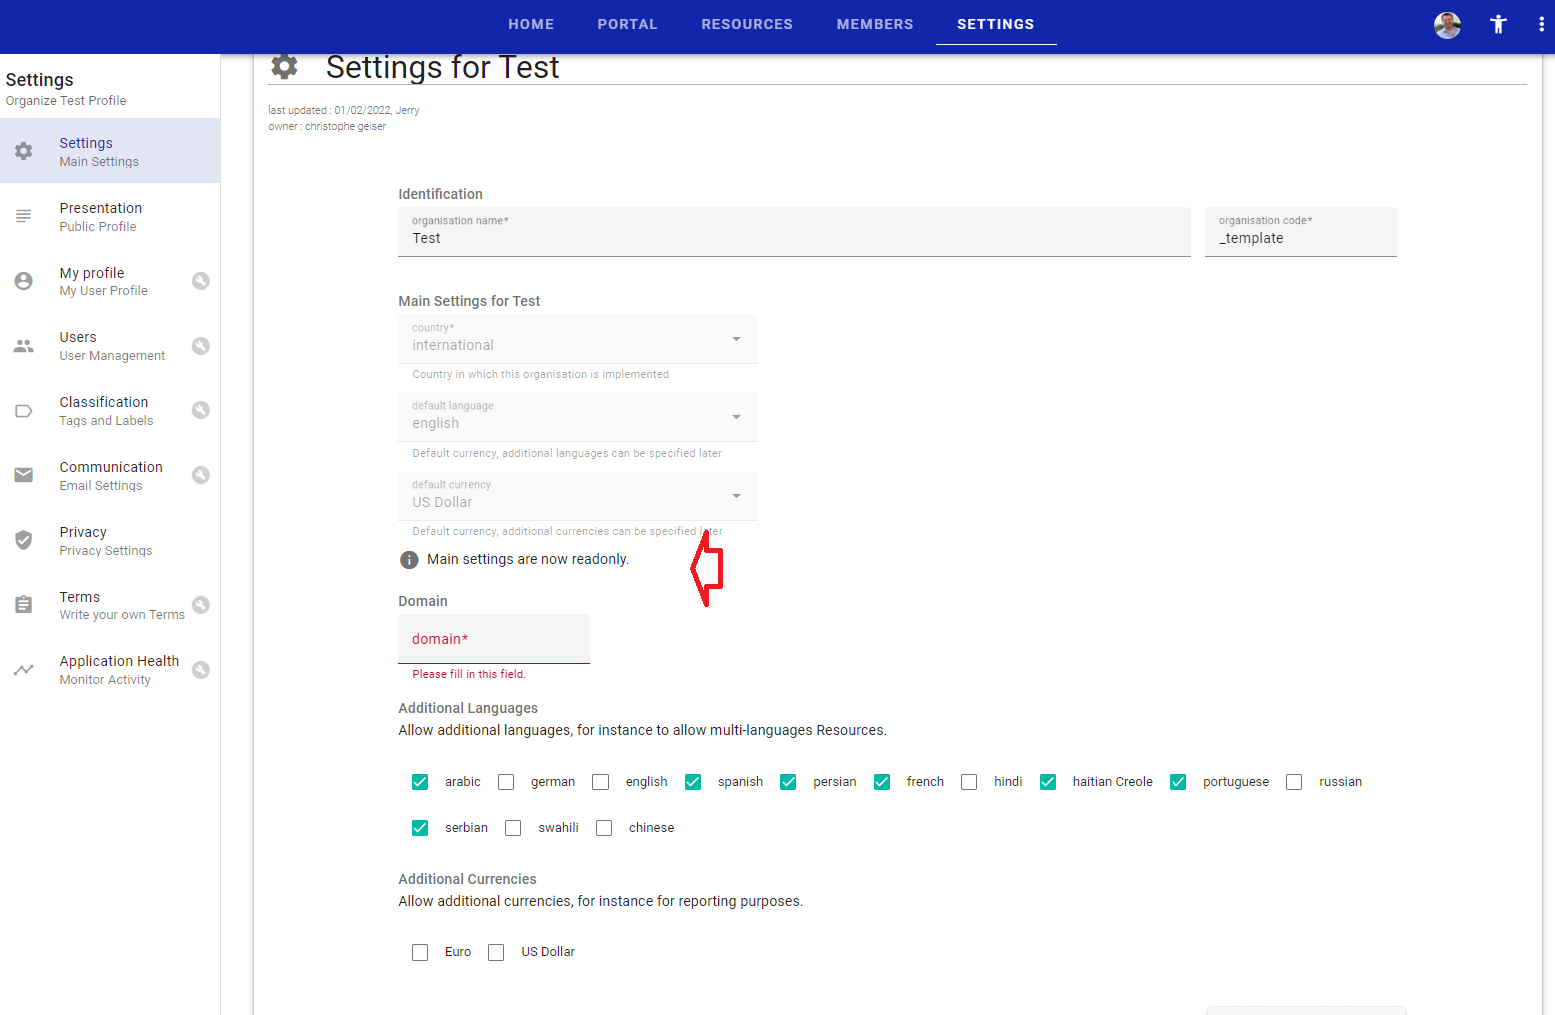 HOME PORTAL RESOURCES MEMBERS SETTINGS
Settings
Organize Test Profile
Settings
Main Settings
Presentation
Public Profile
My profile
My User Profile
Users
User Management
Classification
Tags and Labels
Communication
Email Settings
Privacy
Privacy Settings
Terms
Write your own Terms
Application Health
Monitor Activity
Settings for Test
last updated : 01/02/2022, Jerry
owner : christophe geiser
Identification
organisation name* organisation code*
Test _template
Main Settings for Test
country*
international
Country in which this organisation is implemented
default language
english
Default currency, additional languages can be specified later
default currency
US Dollar
Default currency, additional currencies can be specified later
Main settings are now readonly.
Domain
domain*
Please fill in this field.
Additional Languages
Allow additional languages, for instance to allow multi-languages Resources.
arabic german english spanish persian french hindi haitian Creole portuguese russian
serbian swahili chinese
Additional Currencies
Allow additional currencies, for instance for reporting purposes.
Euro US Dollar